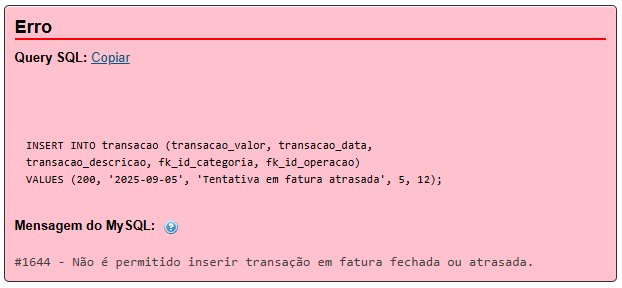 Erro
Query SQL: Copiar
INSERT INTO transacao (transacao_valor, transacao_data,
transacao_descricao, fk_id_categoria, fk_id_operacao)
VALUES (200, '2025-09-05', 'Tentativa em fatura atrasada', 5, 12);
Mensagem do MySQL:
#1644 - Não é permitido inserir transação em fatura fechada ou atrasada.